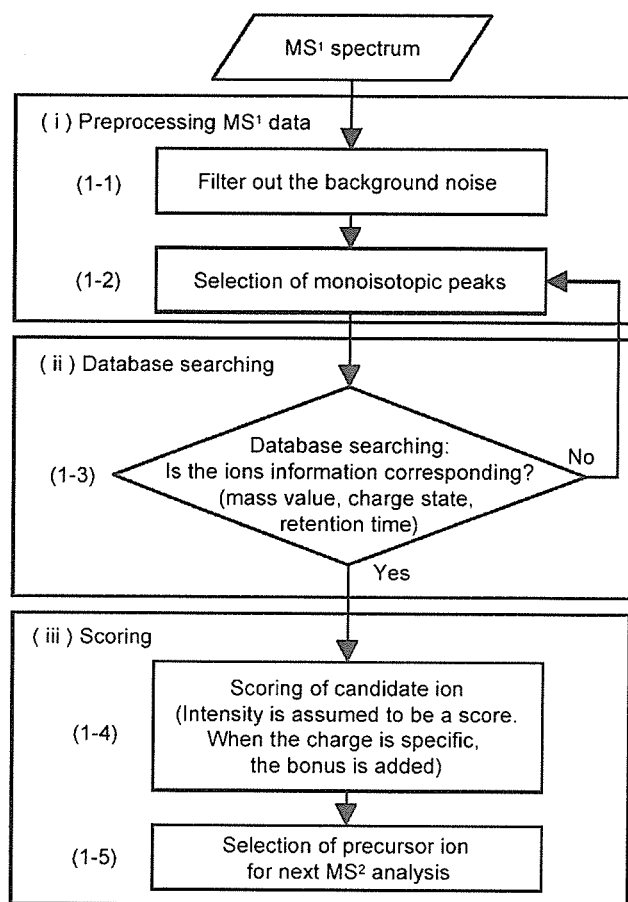 MS¹ spectrum
( i ) Preprocessing MS¹ data
(1-1)
Filter out the background noise
(1-2)
Selection of monoisotopic peaks
( ii ) Database searching
(1-3)
Database searching:
Is the ions information corresponding?
(mass value, charge state,
retention time)
No
Yes
( iii ) Scoring
(1-4)
Scoring of candidate ion
(Intensity is assumed to be a score.
When the charge is specific,
the bonus is added)
(1-5)
Selection of precursor ion
for next MS² analysis